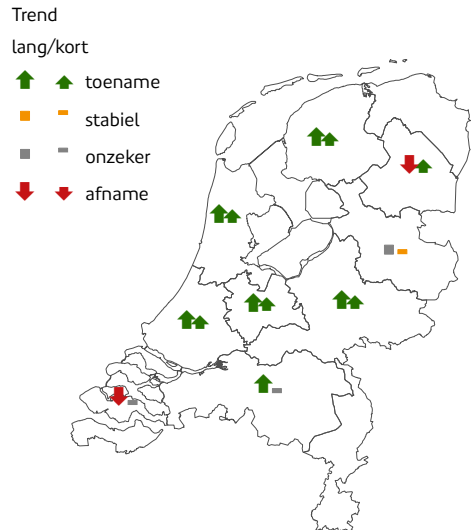 Trend
lang/kort
toename
stabiel
onzeker
afname